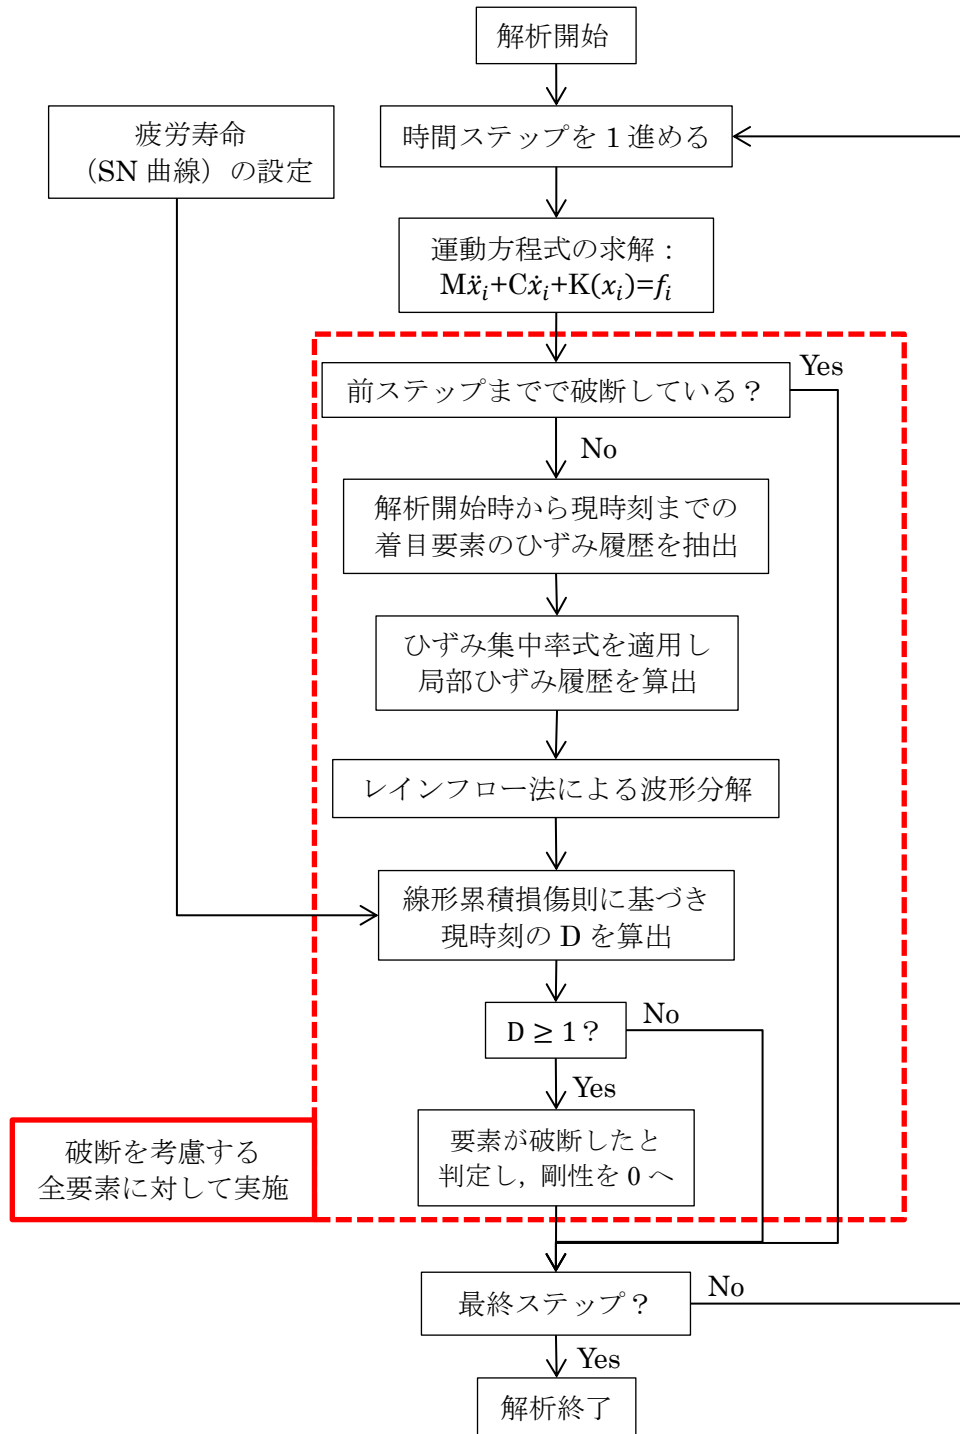 解析開始
時間ステップを 1 進める
疲労寿命
（SN 曲線）の設定
運動方程式の求解：
Mẍᵢ+Cẋᵢ+K(xᵢ)=fᵢ
前ステップまでで破断している？
Yes
No
解析開始時から現時刻までの
着目要素のひずみ履歴を抽出
ひずみ集中率式を適用し
局部ひずみ履歴を算出
レインフロー法による波形分解
線形累積損傷則に基づき
現時刻の D を算出
D ≥ 1？
No
Yes
要素が破断したと
判定し, 剛性を 0 へ
破断を考慮する
全要素に対して実施
最終ステップ？
No
Yes
解析終了